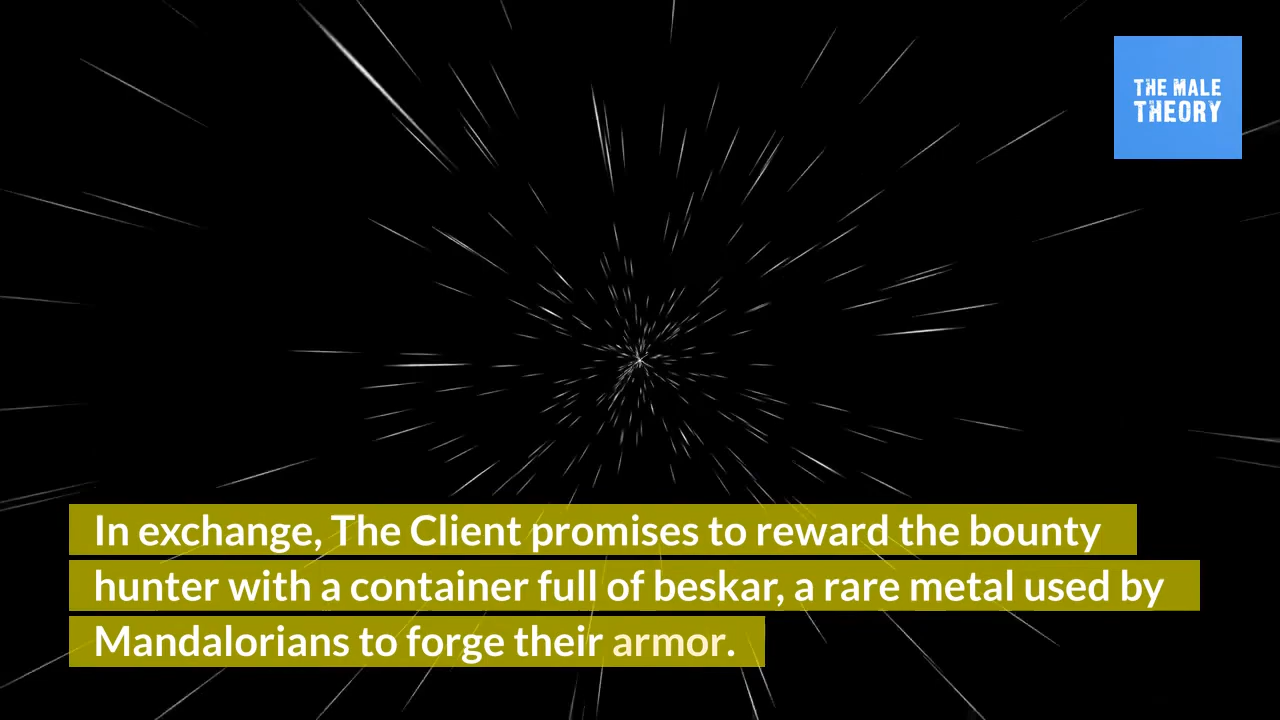 THE MALE
THEORY
In exchange, The Client promises to reward the bounty
hunter with a container full of beskar, a rare metal used by
Mandalorians to forge their armor.